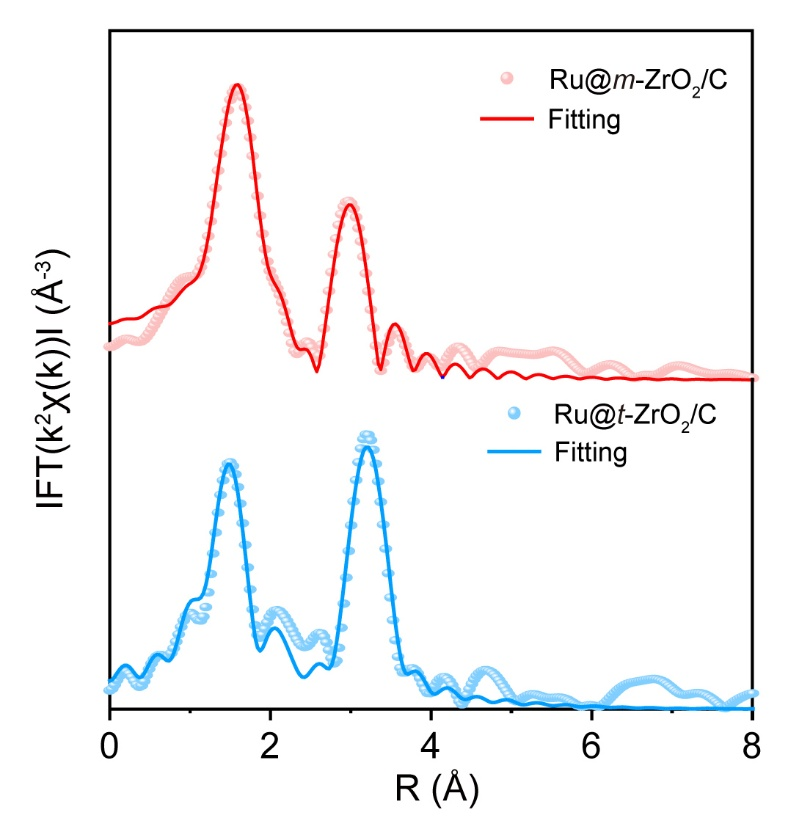 Ru@m-ZrO₂/C
Fitting
Ru@t-ZrO₂/C
Fitting
IFT(k²χ(k))I (Å⁻³)
0 2 4 6 8
R (Å)